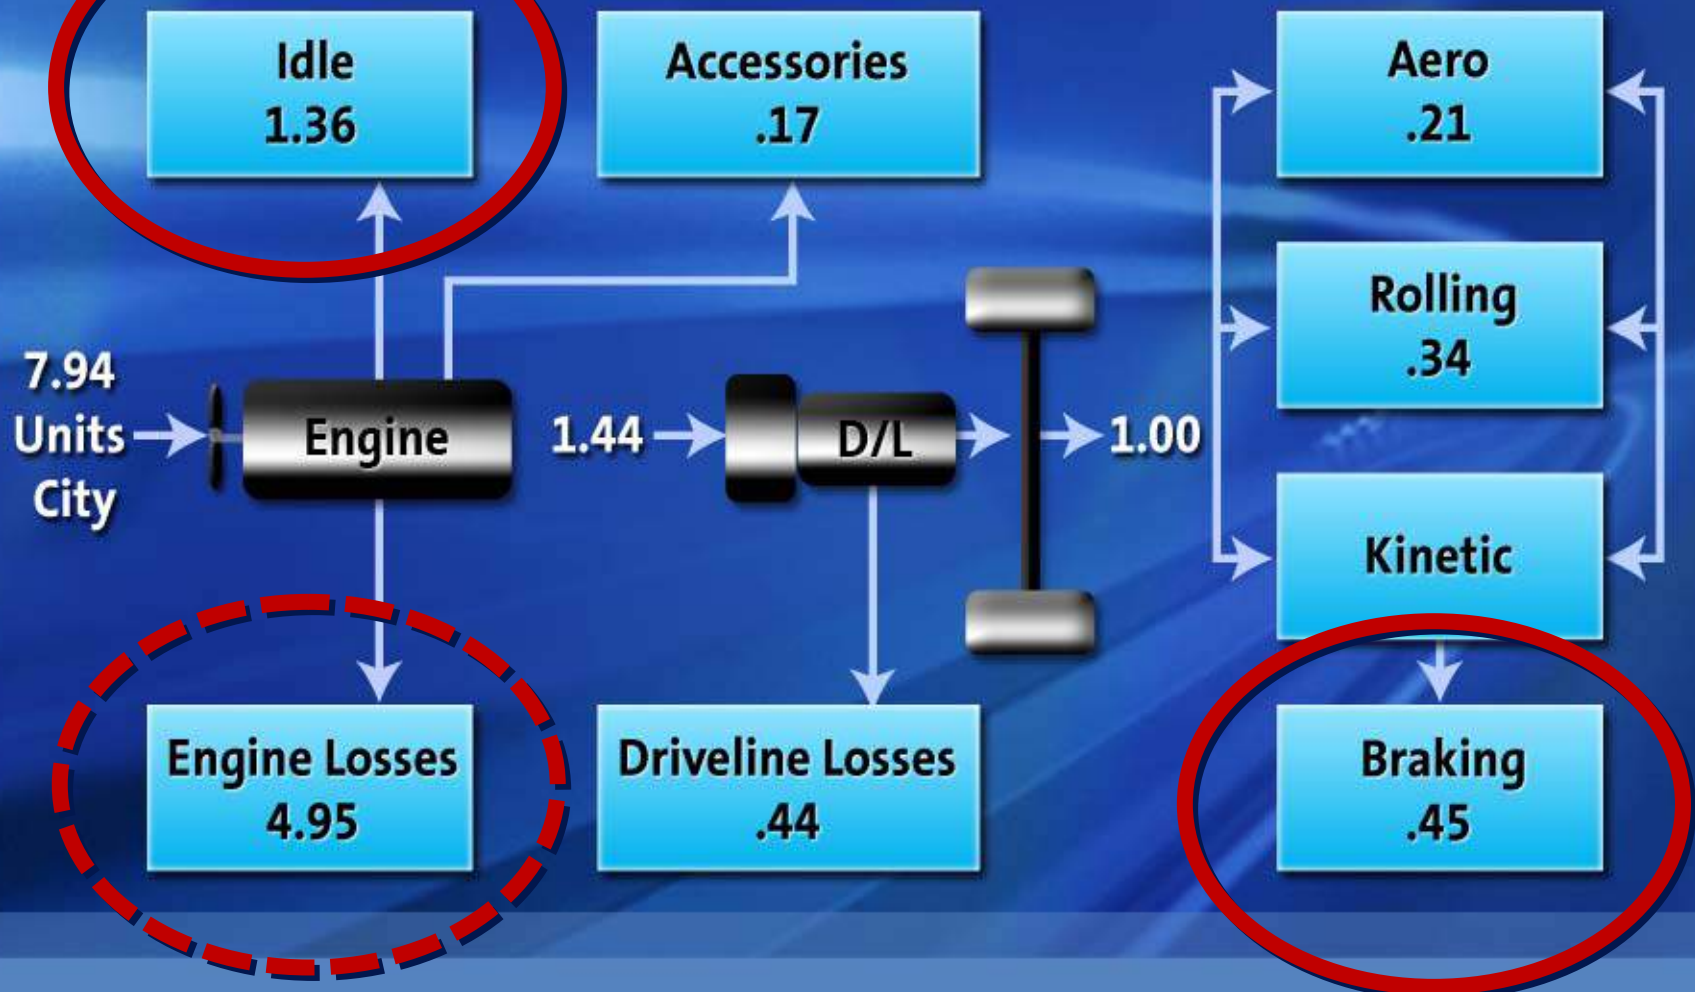 Idle
1.36
Accessories
.17
Aero
.21
Rolling
.34
7.94
Units
City
Engine
1.44
D/L
1.00
Kinetic
Engine Losses
4.95
Driveline Losses
.44
Braking
.45